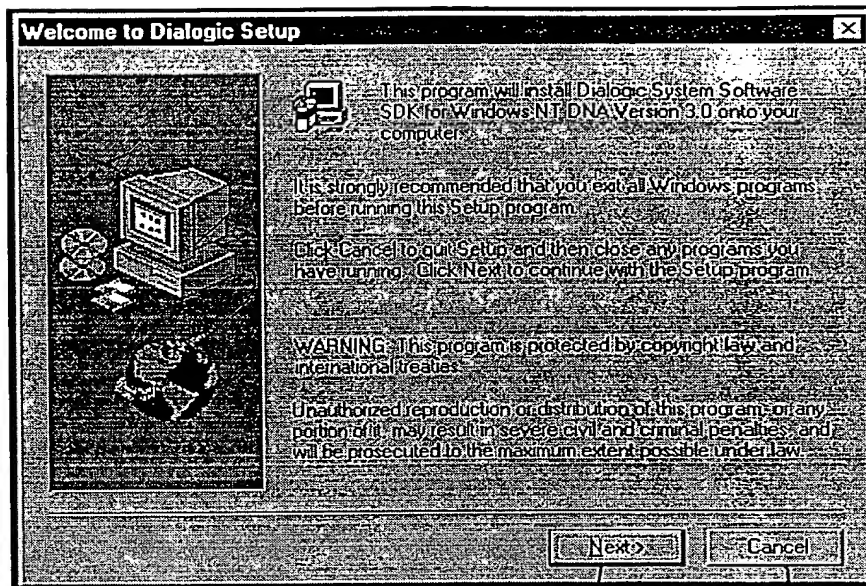 Welcome to Dialogic Setup
This program will install Dialogic System Software
SDK for Windows NT DNA Version 3.0 onto your
computer.
It is strongly recommended that you exit all Windows programs
before running this Setup program.
Click Cancel to quit Setup and then close any programs you
have running. Click Next to continue with the Setup program.
WARNING: This program is protected by copyright law and
international treaties.
Unauthorized reproduction or distribution of this program, or any
portion of it, may result in severe civil and criminal penalties, and
will be prosecuted to the maximum extent possible under law.
Next >
Cancel